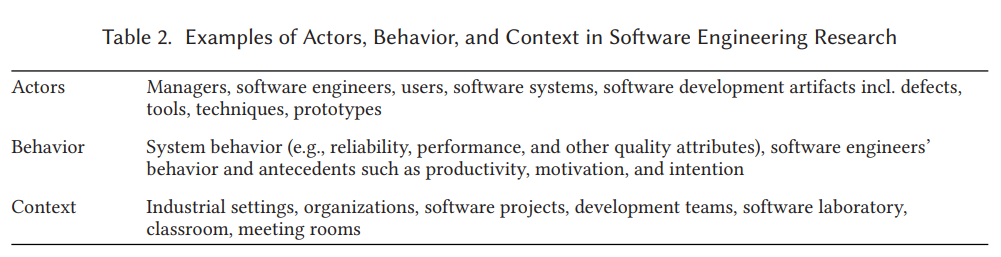 Table 2. Examples of Actors, Behavior, and Context in Software Engineering Research
Actors Managers, software engineers, users, software systems, software development artifacts incl. defects,
tools, techniques, prototypes
Behavior System behavior (e.g., reliability, performance, and other quality attributes), software engineers’
behavior and antecedents such as productivity, motivation, and intention
Context Industrial settings, organizations, software projects, development teams, software laboratory,
classroom, meeting rooms